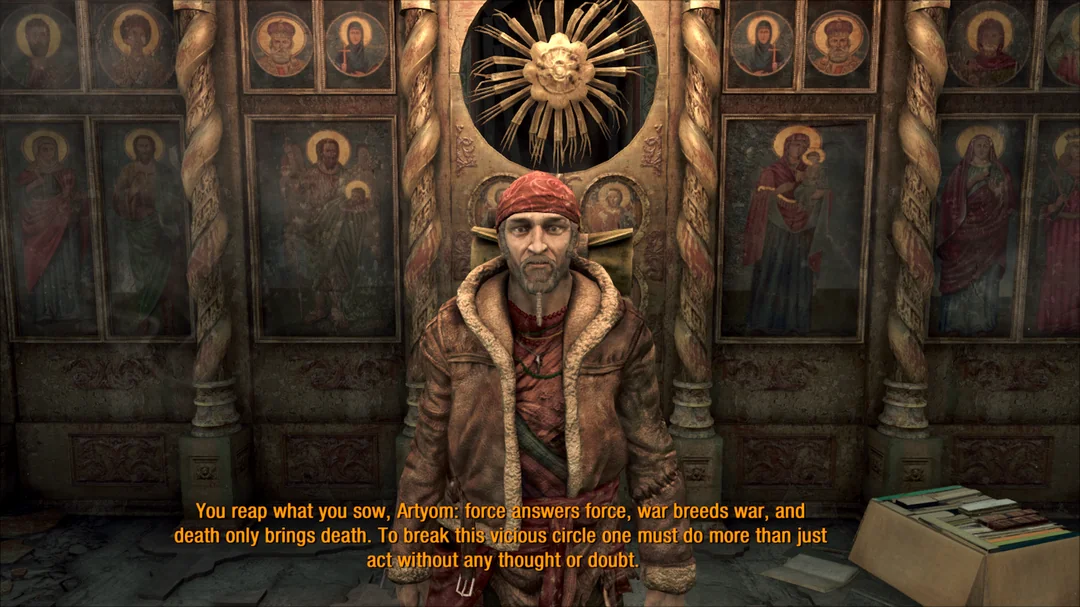 You reap what you sow, Artyom: force answers force, war breeds war, and
death only brings death. To break this vicious circle one must do more than just
act without any thought or doubt.